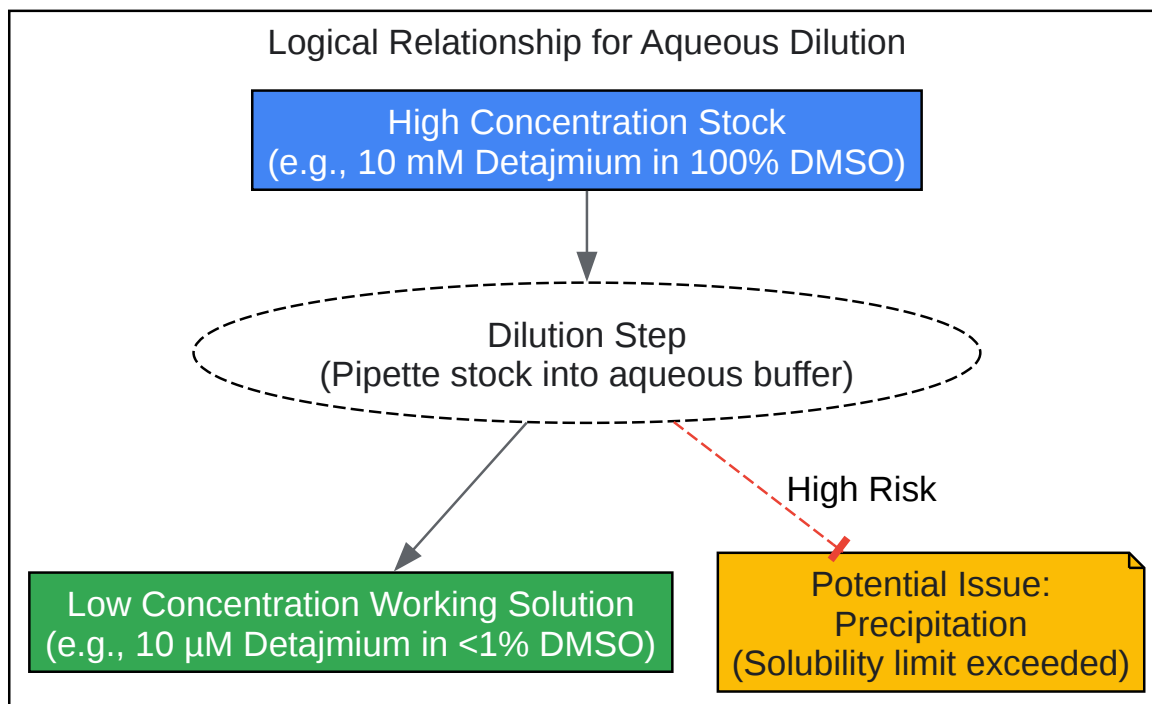 Logical Relationship for Aqueous Dilution
High Concentration Stock
(e.g., 10 mM Detajmium in 100% DMSO)
Dilution Step
(Pipette stock into aqueous buffer)
High Risk
Low Concentration Working Solution
(e.g., 10 µM Detajmium in <1% DMSO)
Potential Issue:
Precipitation
(Solubility limit exceeded)